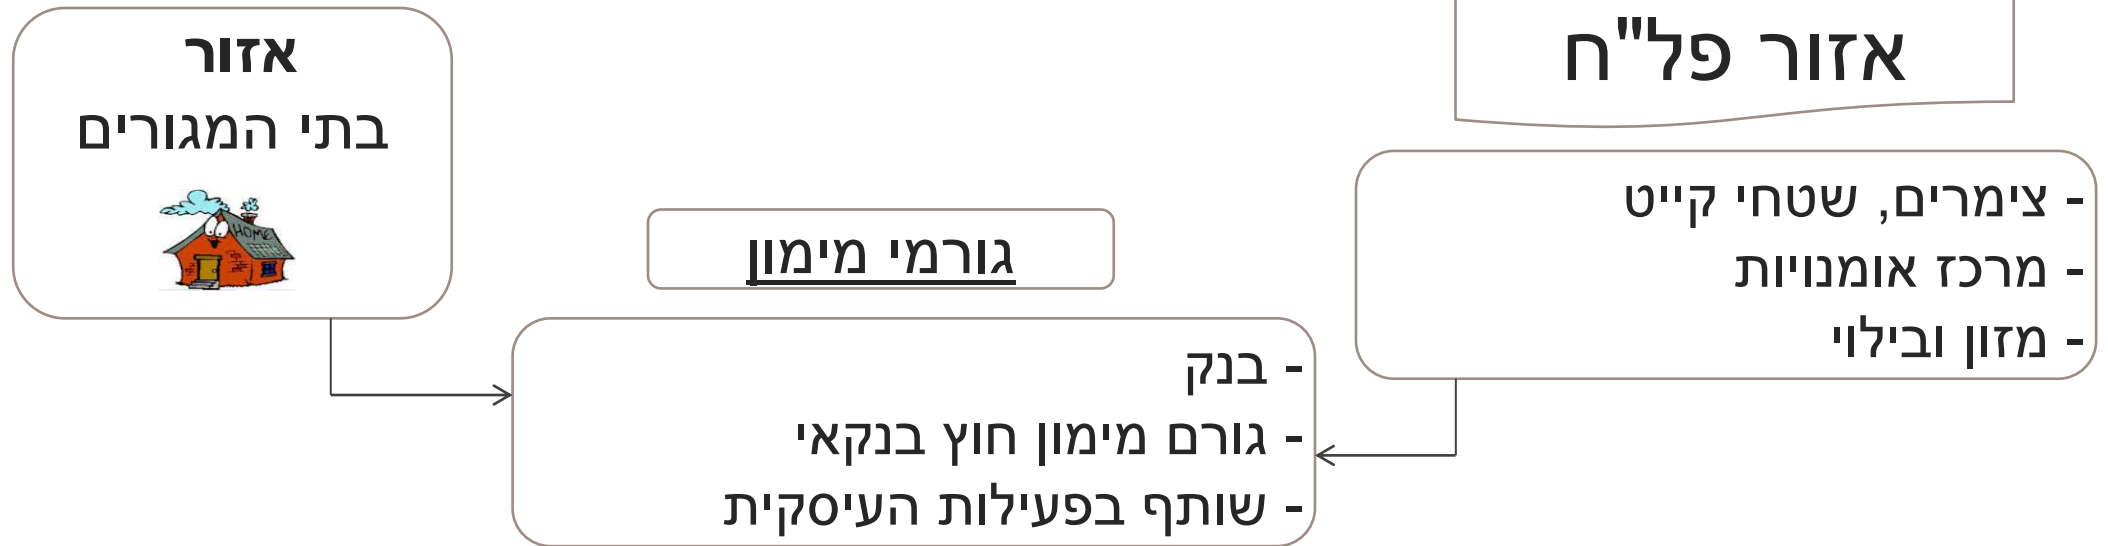 אזור פל"ח
- צימרים, שטחי קייט
- מרכז אומנויות
- מזון ובילוי
גורמי מימון
- בנק
- גורם מימון חוץ בנקאי
- שותף בפעילות העיסקית
אזור
בתי המגורים
HOME